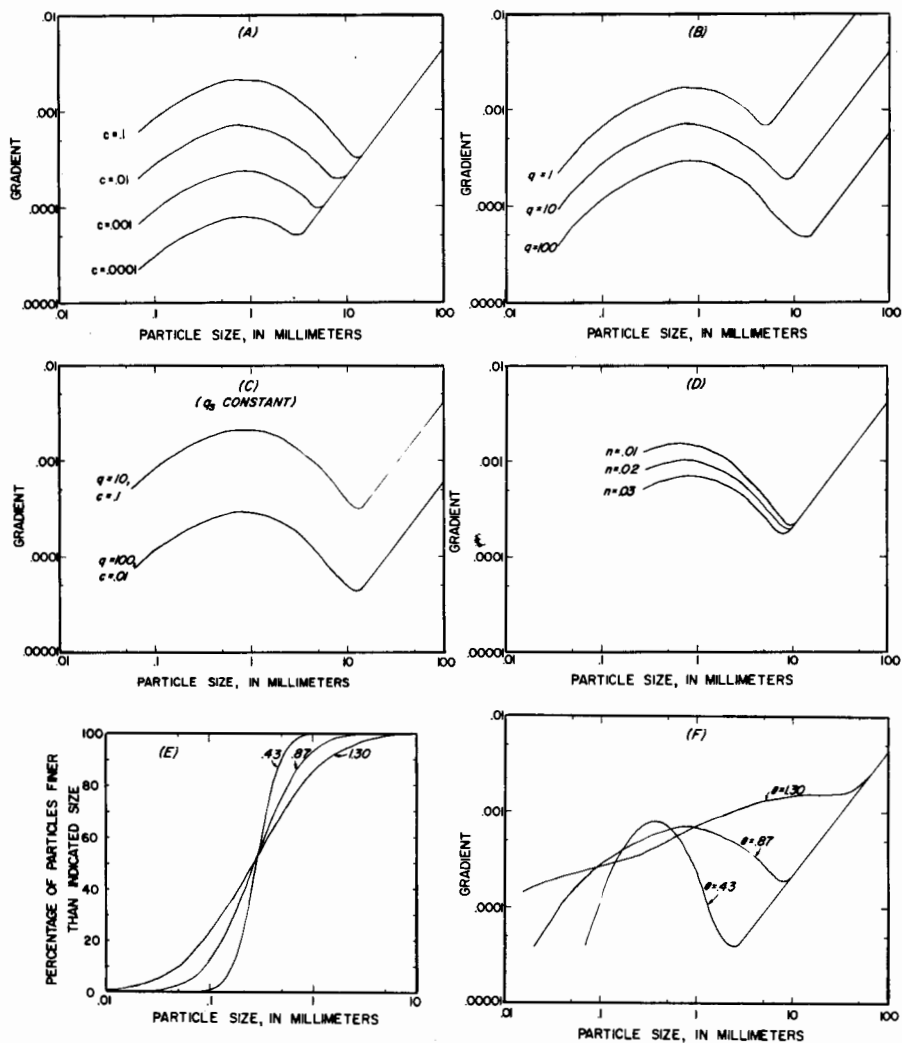 (A)
.01
.001
.0001
.00001
GRADIENT
c=.1
c=.01
c=.001
c=.0001
.01 .1 1 10 100
PARTICLE SIZE, IN MILLIMETERS
(B)
.01
.001
.0001
.00001
GRADIENT
q=1
q=10
q=100
.01 .1 1 10 100
PARTICLE SIZE, IN MILLIMETERS
(C)
(qs CONSTANT)
.01
.001
.0001
.00001
GRADIENT
q=10,
c=.1
q=100,
c=.01
.01 .1 1 10 100
PARTICLE SIZE, IN MILLIMETERS
(D)
.01
.001
.0001
.00001
GRADIENT
n=.01
n=.02
n=.03
.01 .1 1 10 100
PARTICLE SIZE, IN MILLIMETERS
(E)
100
80
60
40
20
0
PERCENTAGE OF PARTICLES FINER
THAN INDICATED SIZE
.43 .87 1.30
.01 .1 1 10
PARTICLE SIZE, IN MILLIMETERS
(F)
.01
.001
.0001
.00001
GRADIENT
θ=1.30
θ=.87
θ=.43
.01 .1 1 10 100
PARTICLE SIZE, IN MILLIMETERS